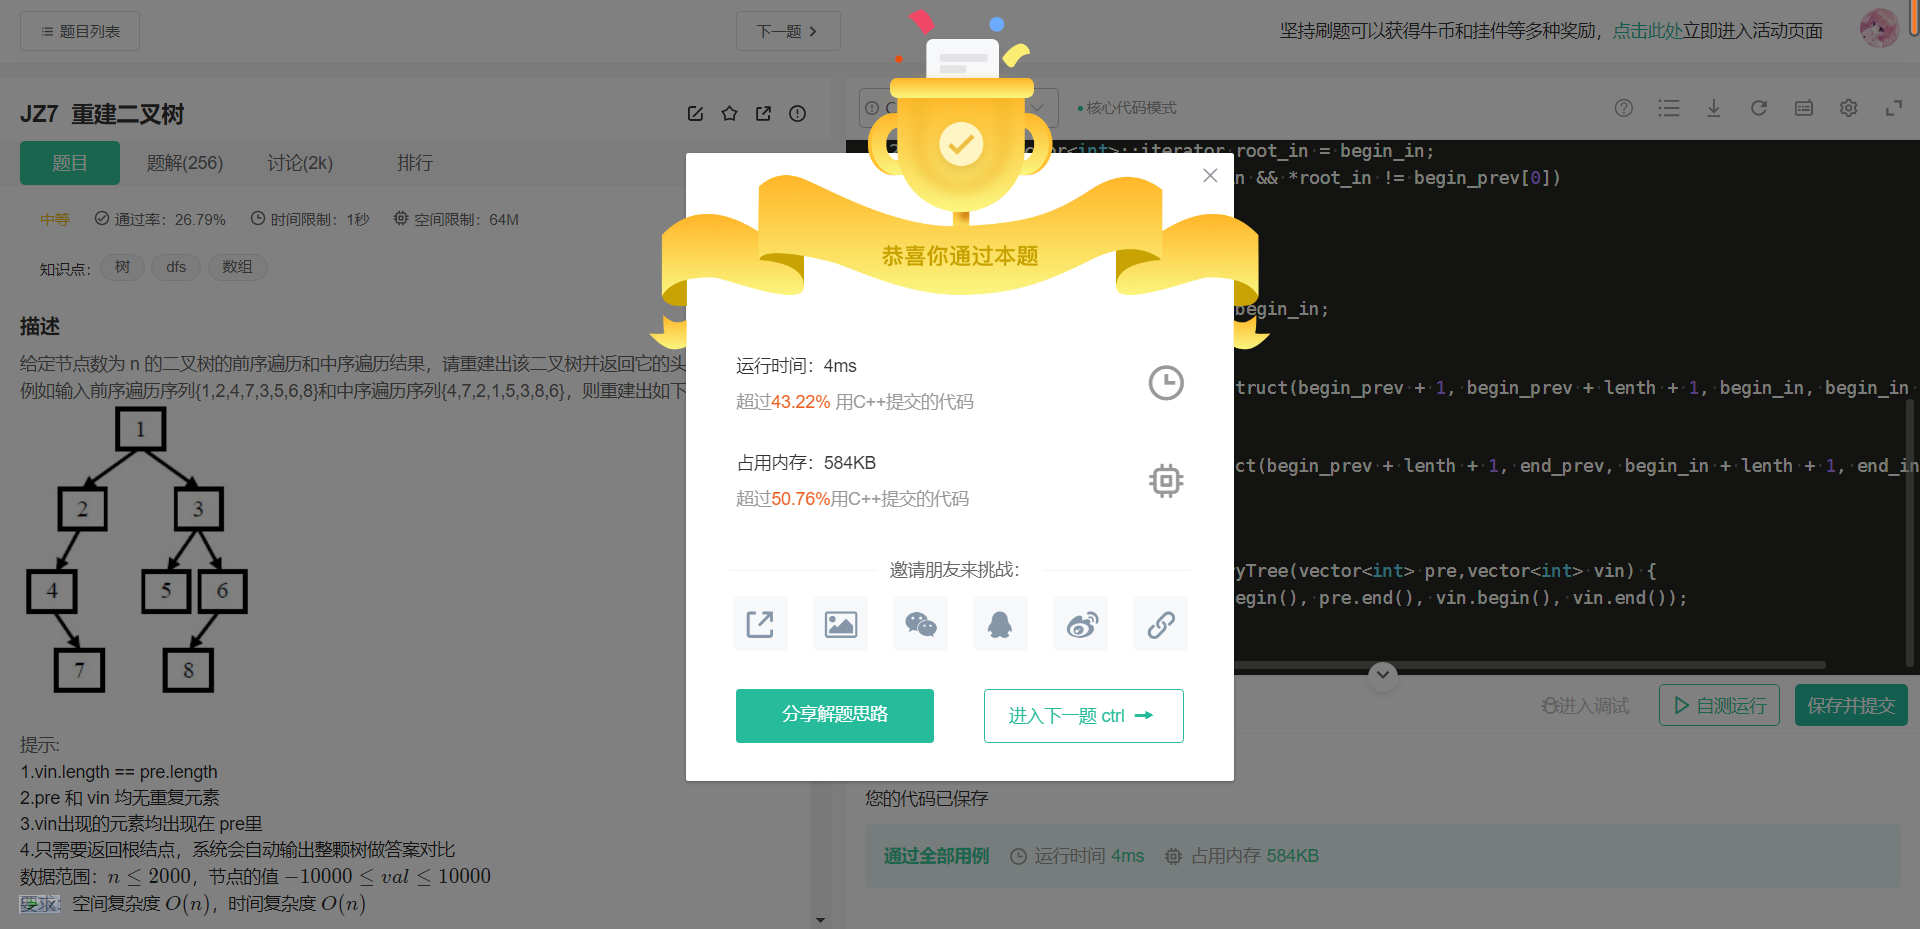 题目列表
下一题
坚持刷题可以获得牛币和挂件等多种奖励，点击此处立即进入活动页面
JZ7 重建二叉树
题目
题解(256)
讨论(2k)
排行
中等
通过率：26.79%
时间限制：1秒
空间限制：64M
知识点：
树
dfs
数组
描述
给定节点数为 n 的二叉树的前序遍历和中序遍历结果，请重建出该二叉树并返回它的头
例如输入前序遍历序列{1,2,4,7,3,5,6,8}和中序遍历序列{4,7,2,1,5,3,8,6}，则重建出如下
1
2
3
4
5
6
7
8
提示:
1.vin.length == pre.length
2.pre 和 vin 均无重复元素
3.vin出现的元素均出现在 pre里
4.只需要返回根结点，系统会自动输出整颗树做答案对比
数据范围：n ≤ 2000，节点的值 −10000 ≤ val ≤ 10000
要求：空间复杂度 O(n)，时间复杂度 O(n)
C
核心代码模式
<int>::iterator root_in = begin_in;
&& *root_in != begin_prev[0])
begin_in;
truct(begin_prev + 1, begin_prev + lenth + 1, begin_in, begin_in
ct(begin_prev + lenth + 1, end_prev, begin_in + lenth + 1, end_in
yTree(vector<int> pre,vector<int> vin) {
egin(), pre.end(), vin.begin(), vin.end());
恭喜你通过本题
运行时间：4ms
超过43.22% 用C++提交的代码
占用内存：584KB
超过50.76%用C++提交的代码
邀请朋友来挑战：
分享解题思路
进入下一题 ctrl
进入调试
自测运行
保存并提交
您的代码已保存
通过全部用例
运行时间 4ms
占用内存 584KB